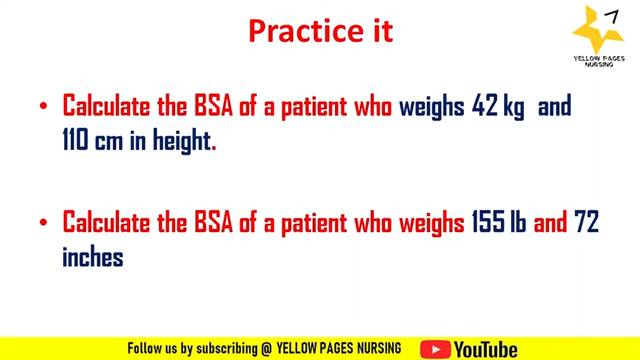 Practice it
YELLOW PAGES
NURSING
• Calculate the BSA of a patient who weighs 42 kg and
110 cm in height.
• Calculate the BSA of a patient who weighs 155 lb and 72
inches
Follow us by subscribing @ YELLOW PAGES NURSING YouTube